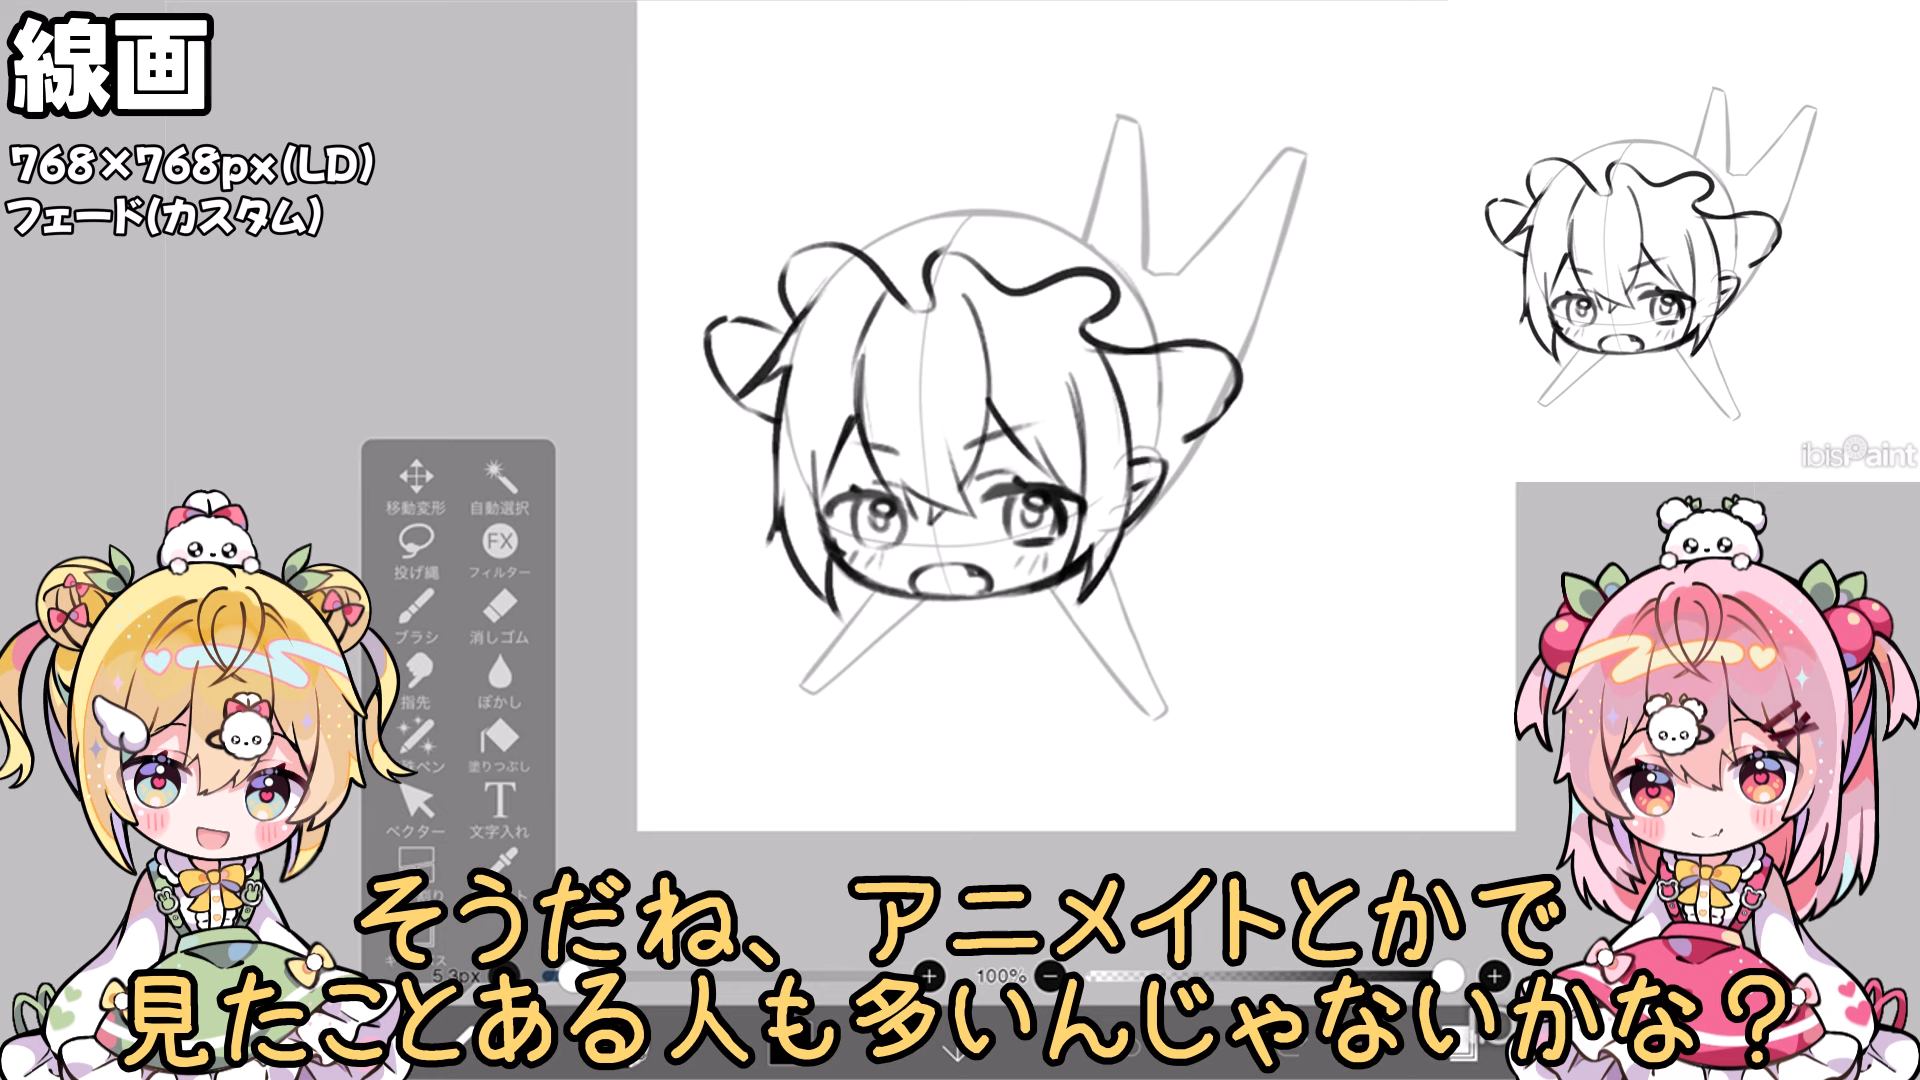 線画
768×768px(LD)
フェード(カスタム)
ibisPaint
移動変形
自動選択
投げ縄
FX
フィルター
ブラシ
消しゴム
指先
ぼかし
塗りつぶし
ベクター
T
文字入れ
そうだね、アニメイトとかで
5.3px
100%
見たことある人も多いんじゃないかな？